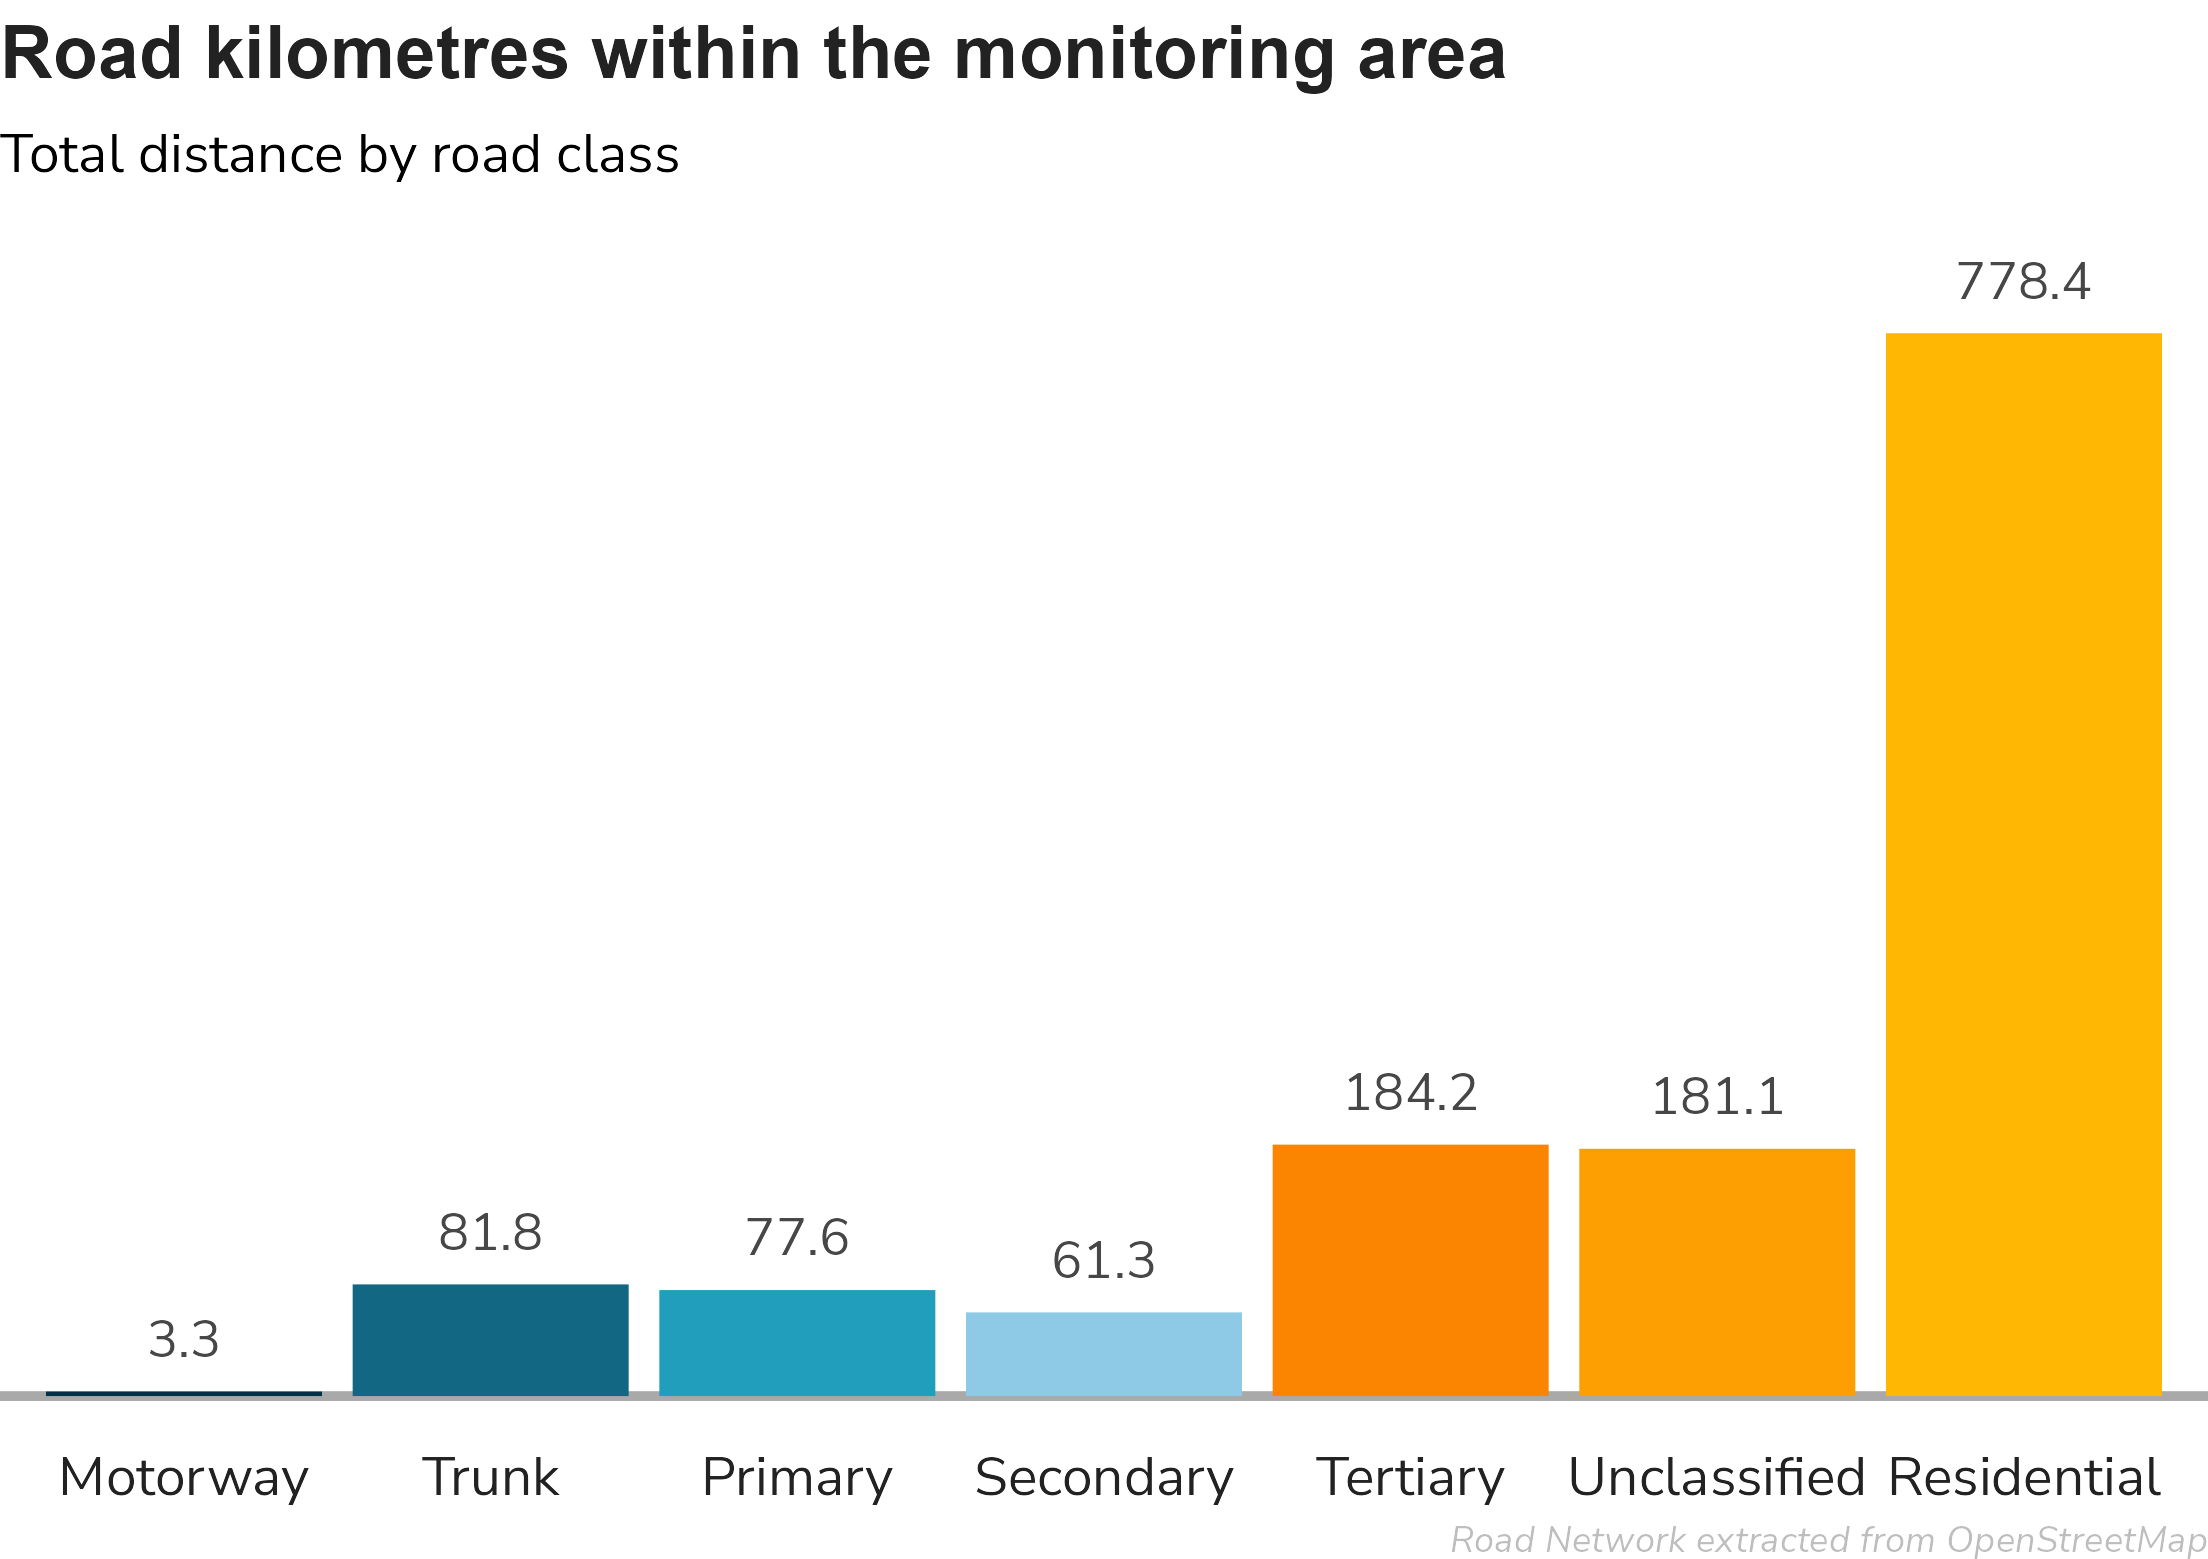 Road kilometres within the monitoring area
Total distance by road class
778.4
184.2
181.1
81.8
77.6
61.3
3.3
Motorway Trunk Primary Secondary Tertiary Unclassified Residential
Road Network extracted from OpenStreetMap